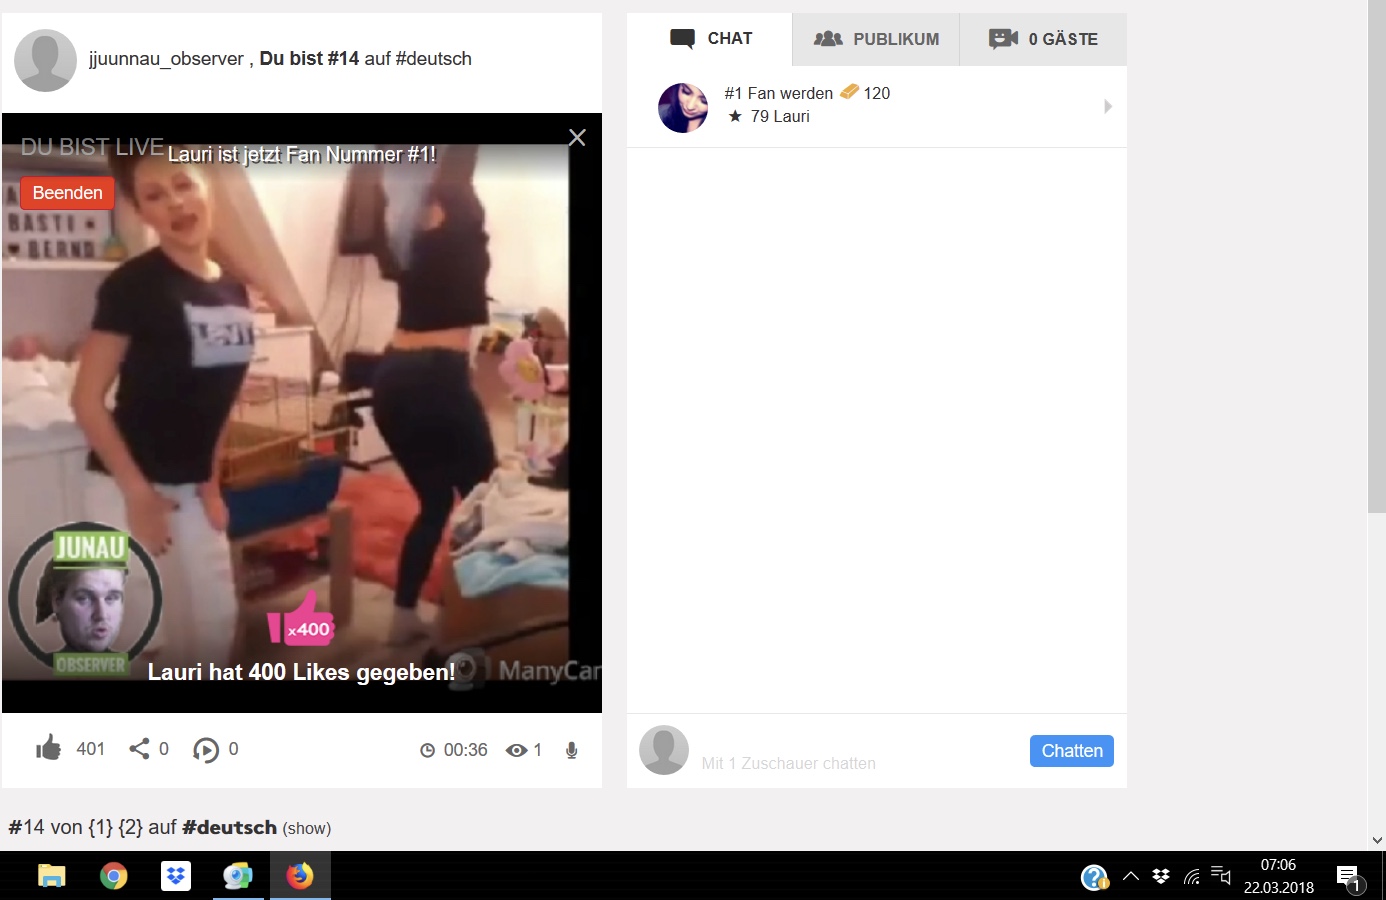 jjuunnau_observer , Du bist #14 auf #deutsch
DU BIST LIVE
Lauri ist jetzt Fan Nummer #1!
Beenden
BASTI
♥ BERND
JUNAU
OBSERVER
x400
Lauri hat 400 Likes gegeben!
ManyCam
401 0 0 00:36 1
CHAT PUBLIKUM 0 GÄSTE
#1 Fan werden 120
★ 79 Lauri
Mit 1 Zuschauer chatten
Chatten
#14 von {1} {2} auf #deutsch (show)
07:06
22.03.2018
1